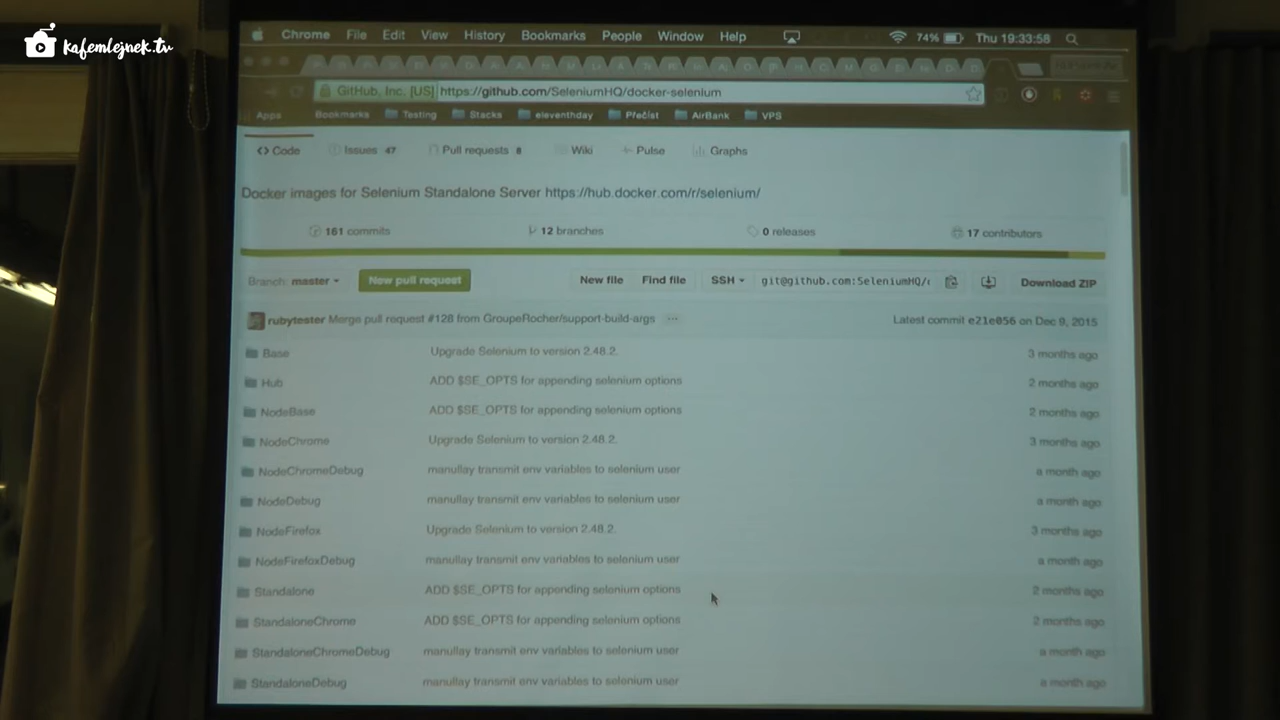 kafemlejnek.tv
Chrome File Edit View History Bookmarks People Window Help 74% Thu 19:33:58
GitHub, Inc. [US] https://github.com/SeleniumHQ/docker-selenium
Apps Bookmarks Testing Stacks eleventhday Přečíst AirBank VPS
<> Code Issues 47 Pull requests 8 Wiki Pulse Graphs
Docker images for Selenium Standalone Server https://hub.docker.com/r/selenium/
161 commits 12 branches 0 releases 17 contributors
Branch: master New pull request New file Find file SSH git@github.com:SeleniumHQ/ Download ZIP
rubytester Merge pull request #128 from GroupeRocher/support-build-args ... Latest commit e21e056 on Dec 9, 2015
Base Upgrade Selenium to version 2.48.2. 3 months ago
Hub ADD $SE_OPTS for appending selenium options 2 months ago
NodeBase ADD $SE_OPTS for appending selenium options 2 months ago
NodeChrome Upgrade Selenium to version 2.48.2. 3 months ago
NodeChromeDebug manullay transmit env variables to selenium user a month ago
NodeDebug manullay transmit env variables to selenium user a month ago
NodeFirefox Upgrade Selenium to version 2.48.2. 3 months ago
NodeFirefoxDebug manullay transmit env variables to selenium user a month ago
Standalone ADD $SE_OPTS for appending selenium options 2 months ago
StandaloneChrome ADD $SE_OPTS for appending selenium options 2 months ago
StandaloneChromeDebug manullay transmit env variables to selenium user a month ago
StandaloneDebug manullay transmit env variables to selenium user a month ago